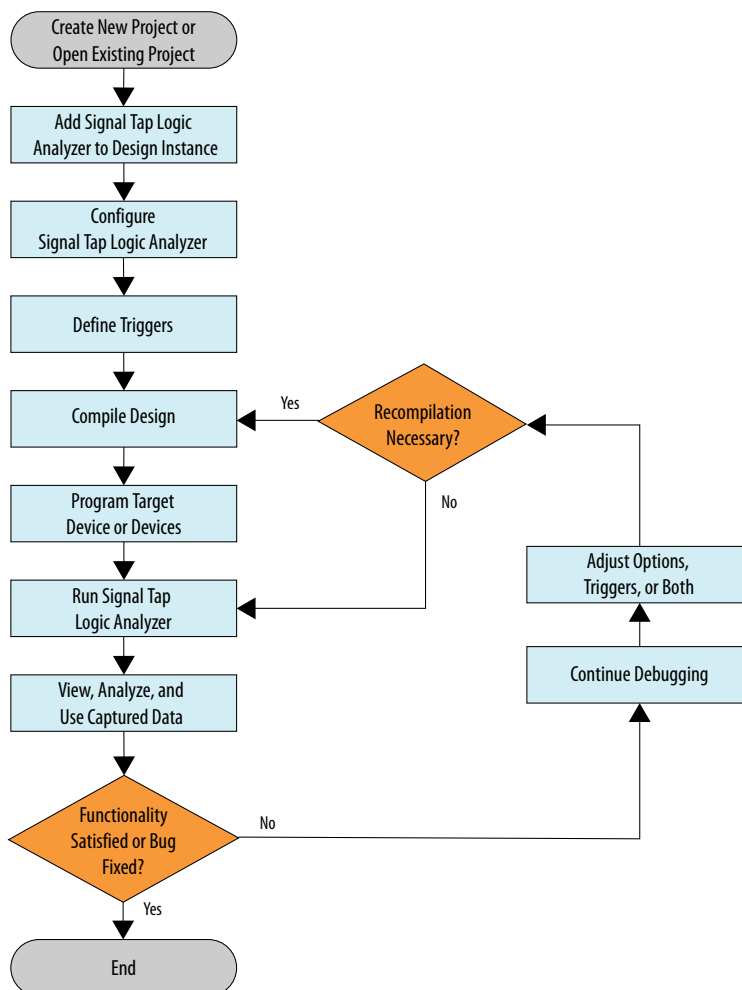 Create New Project or
Open Existing Project
Add Signal Tap Logic
Analyzer to Design Instance
Configure
Signal Tap Logic Analyzer
Define Triggers
Compile Design
Yes
Recompilation
Necessary?
No
Program Target
Device or Devices
Run Signal Tap
Logic Analyzer
Adjust Options,
Triggers, or Both
Continue Debugging
View, Analyze, and
Use Captured Data
Functionality
Satisfied or Bug
Fixed?
No
Yes
End